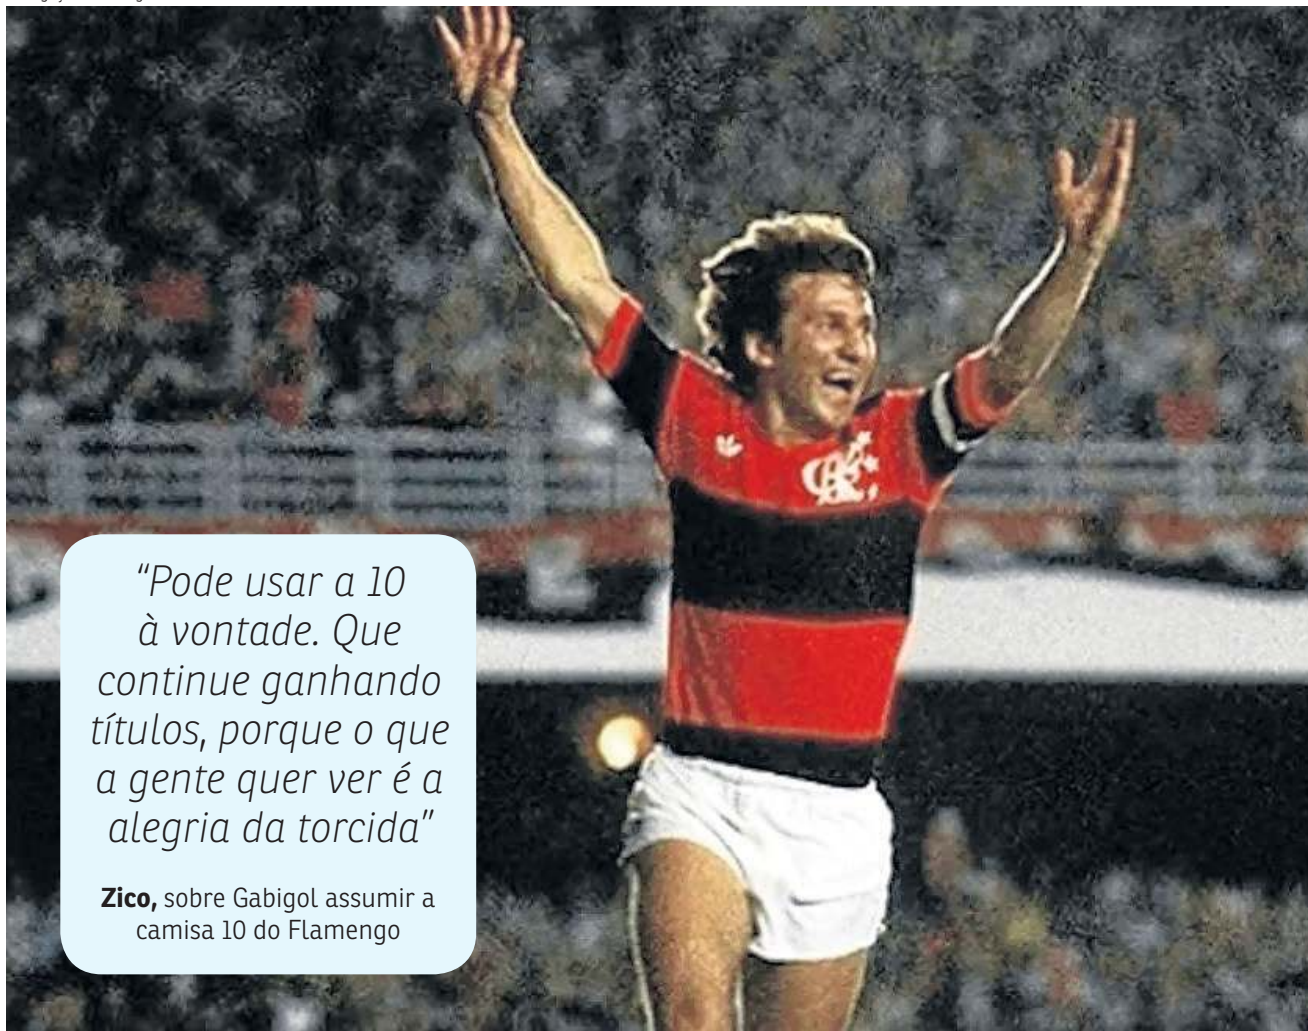 “Pode usar a 10
à vontade. Que
continue ganhando
títulos, porque o que
a gente quer ver é a
alegria da torcida”
Zico, sobre Gabigol assumir a
camisa 10 do Flamengo